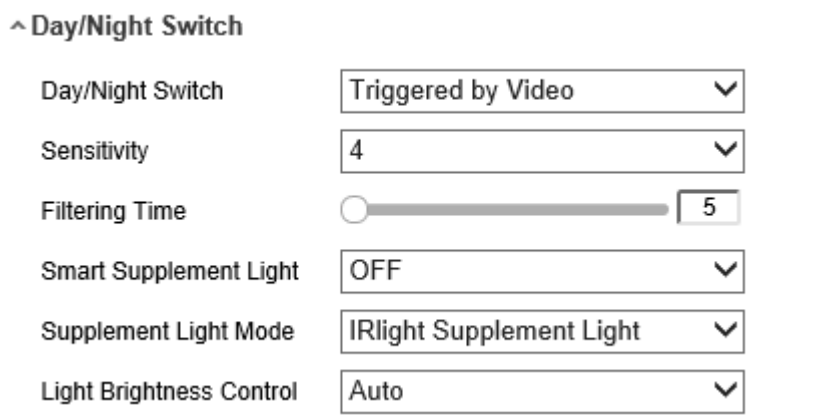 Day/Night Switch
Day/Night Switch Triggered by Video
Sensitivity 4
Filtering Time 5
Smart Supplement Light OFF
Supplement Light Mode IRlight Supplement Light
Light Brightness Control Auto